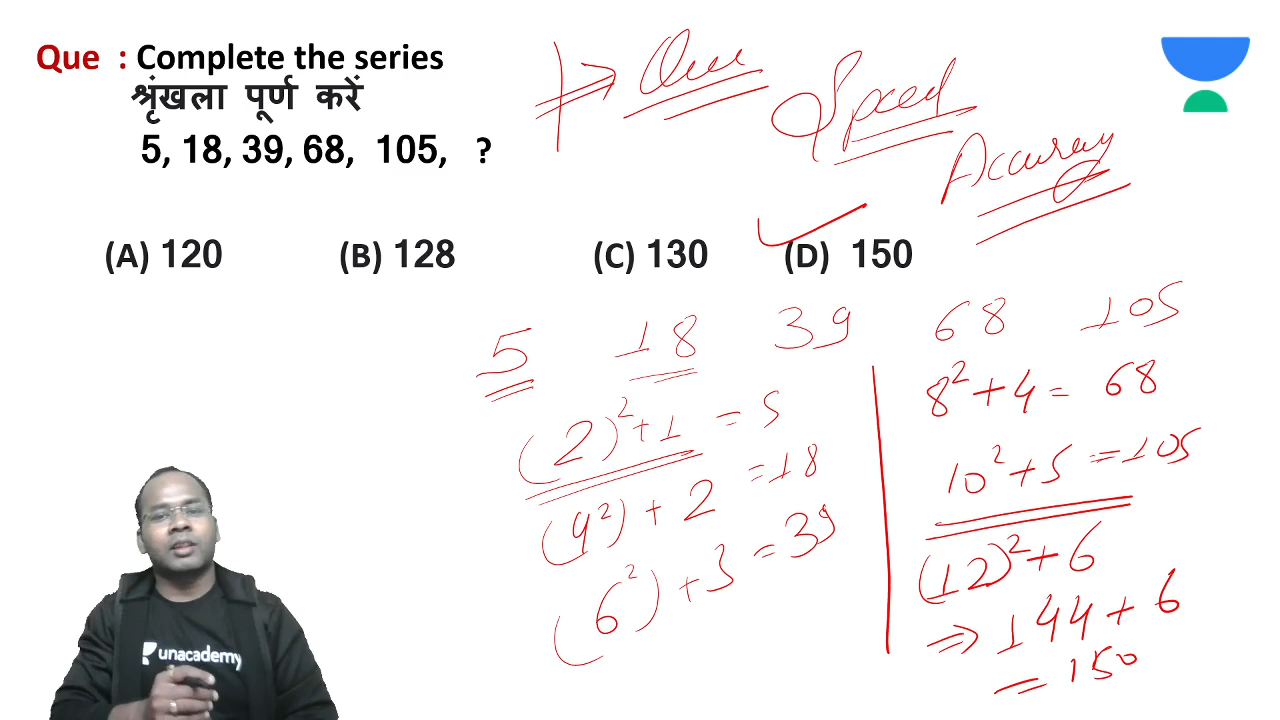 Que : Complete the series
श्रृंखला पूर्ण करें
5, 18, 39, 68, 105, ?
Que
Speed
Accuracy
(A) 120 (B) 128 (C) 130 (D) 150
5 18 39 68 105
(2)² + 1 = 5
(4²) + 2 = 18
(6²) + 3 = 39
8² + 4 = 68
10² + 5 = 105
(12)² + 6
⇒ 144 + 6
= 150
unacademy